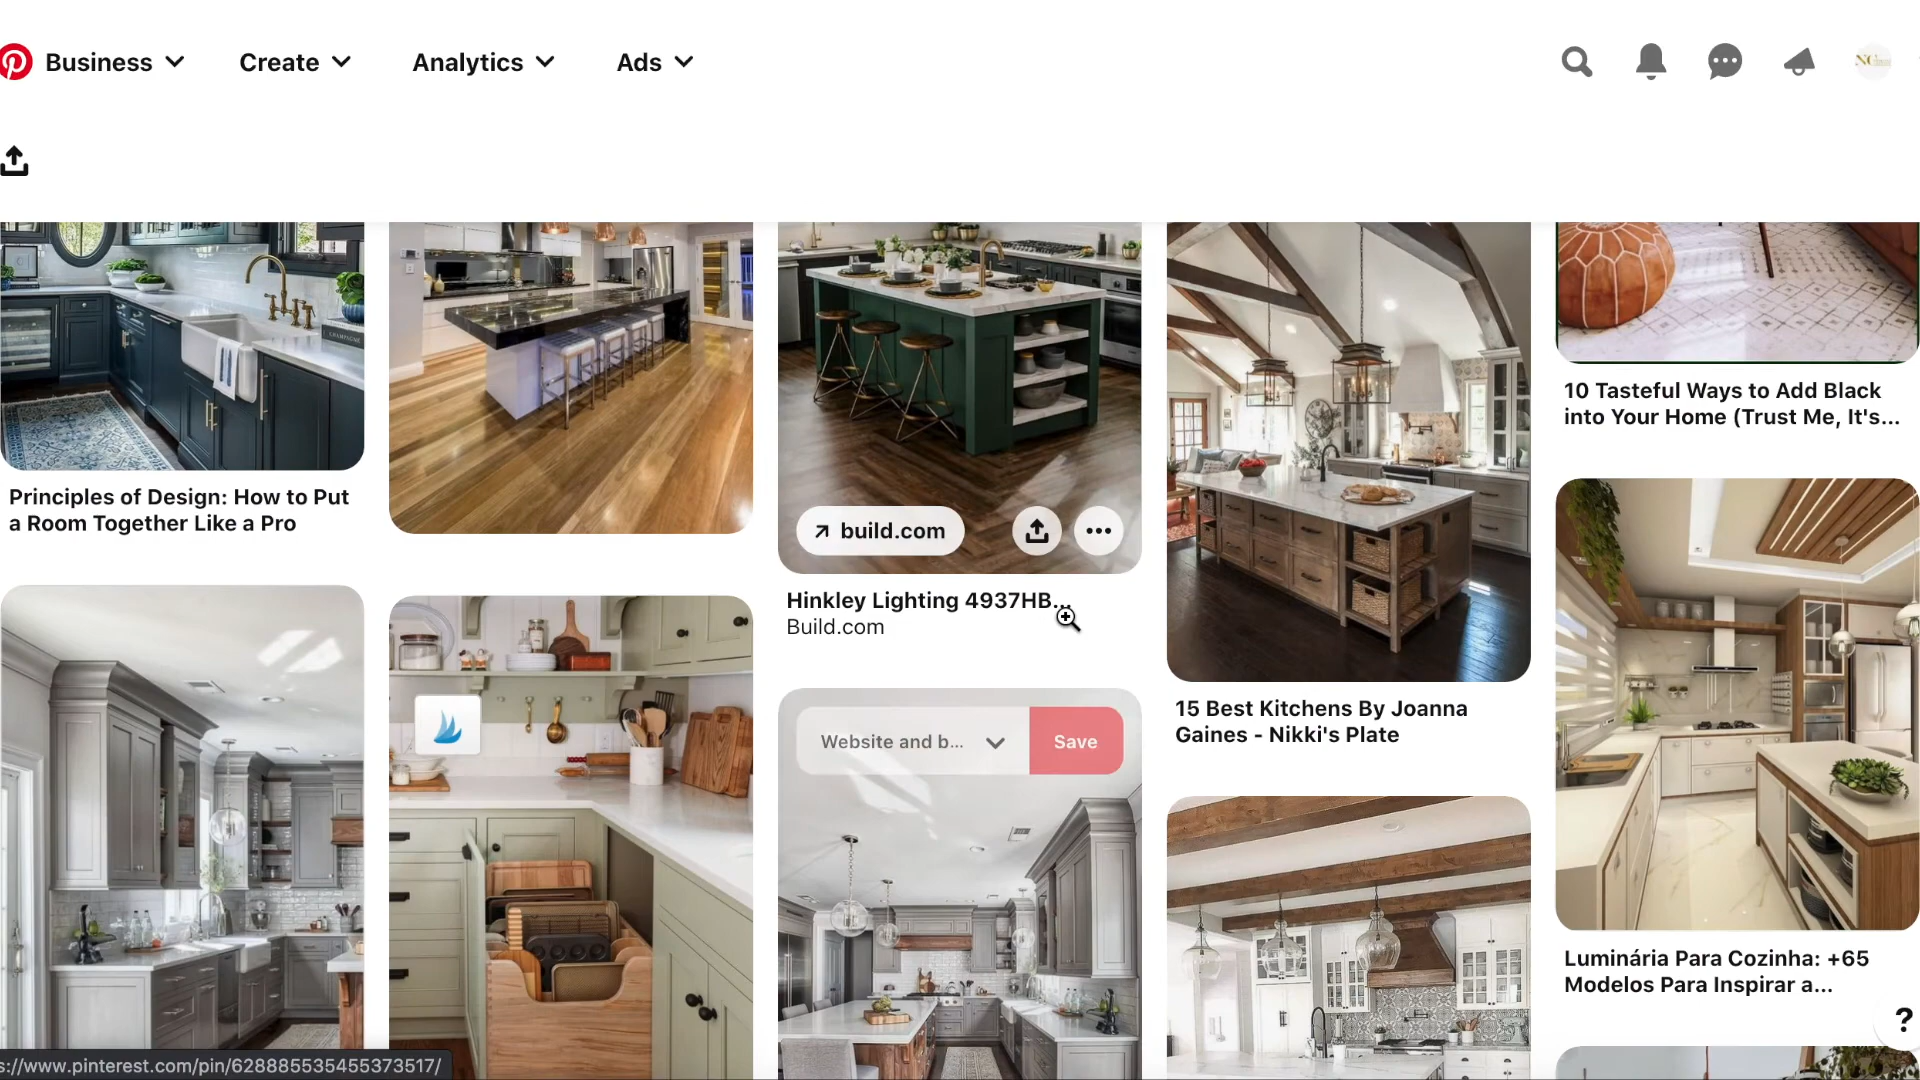 Business
Create
Analytics
Ads
10 Tasteful Ways to Add Black
into Your Home (Trust Me, It's...
Principles of Design: How to Put
a Room Together Like a Pro
build.com
Hinkley Lighting 4937HB...
Build.com
15 Best Kitchens By Joanna
Gaines - Nikki's Plate
Website and b...
Save
Luminária Para Cozinha: +65
Modelos Para Inspirar a...
?
s://www.pinterest.com/pin/628885535455373517/